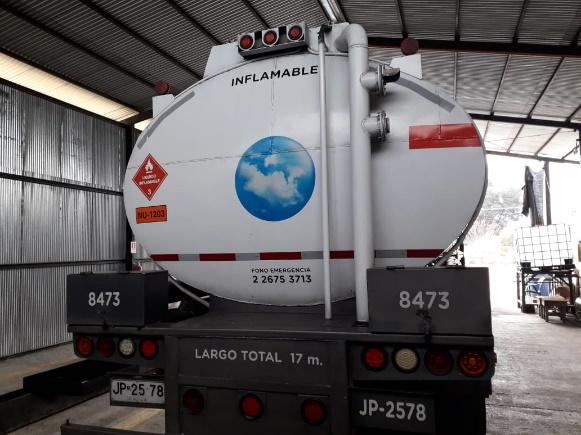 INFLAMABLE
LIQUIDO
INFLAMABLE
3
NU-1203
FONO EMERGENCIA
2 2675 3713
8473
8473
LARGO TOTAL 17 m.
JP 25 78
JP-2578